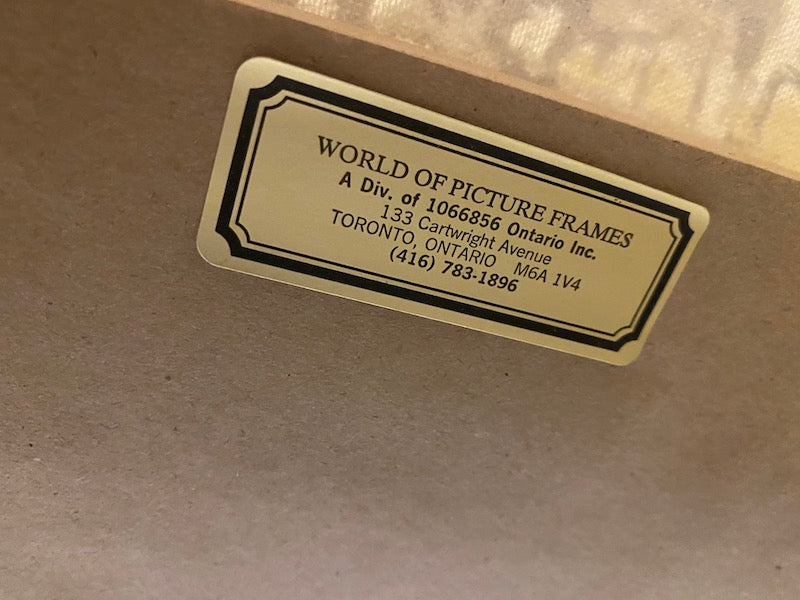 WORLD OF PICTURE FRAMES
A Div. of 1066856 Ontario Inc.
133 Cartwright Avenue
TORONTO, ONTARIO M6A 1V4
(416) 783-1896